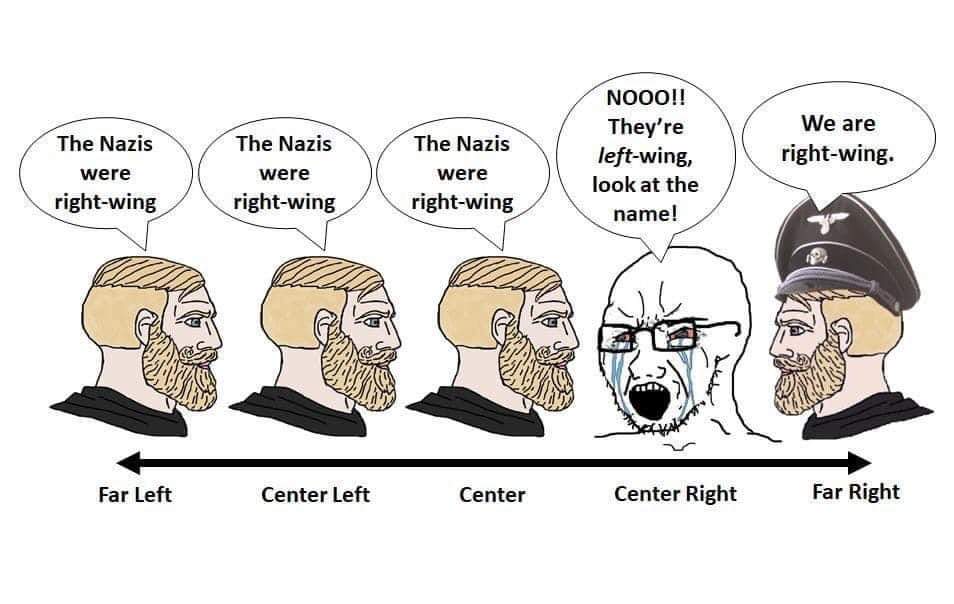 The Nazis
were
right-wing
The Nazis
were
right-wing
The Nazis
were
right-wing
NOOO!!
They're
left-wing,
look at the
name!
We are
right-wing.
Far Left
Center Left
Center
Center Right
Far Right